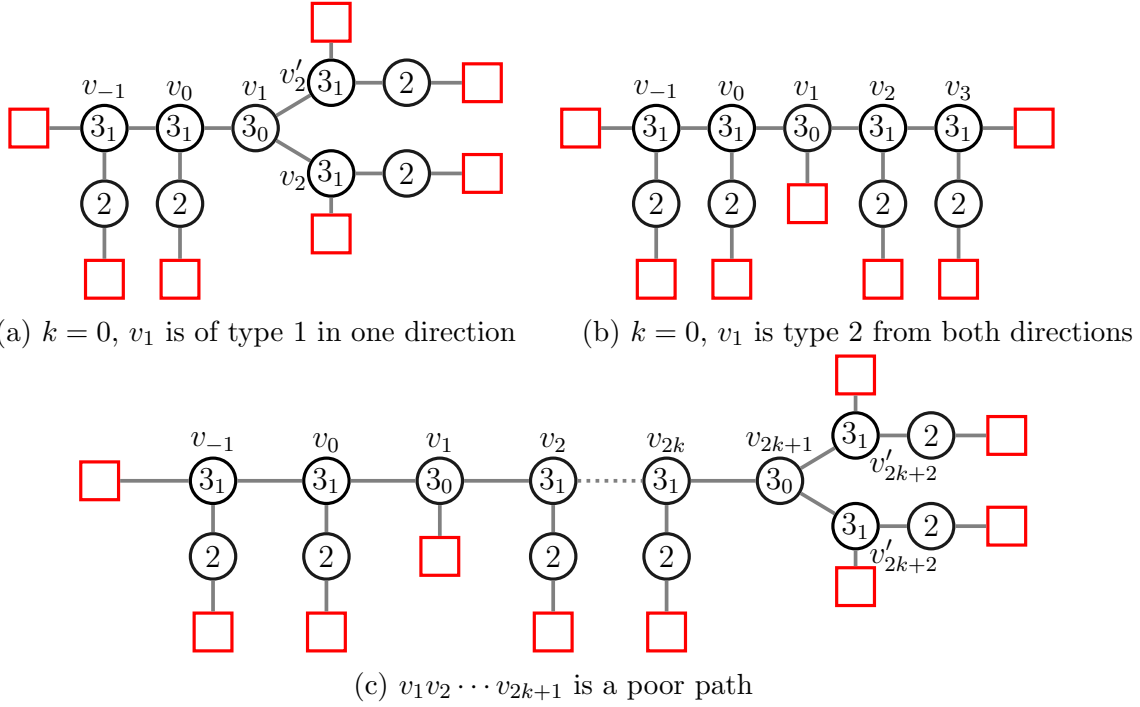 v₂′
v₋₁ v₀ v₁
3₁ 2
3₁ 3₁ 3₀
v₂ 3₁ 2
2 2
(a) k = 0, v₁ is of type 1 in one direction
v₋₁ v₀ v₁ v₂ v₃
3₁ 3₁ 3₀ 3₁ 3₁
2 2 2 2
(b) k = 0, v₁ is type 2 from both directions
v₋₁ v₀ v₁ v₂ v₂ₖ v₂ₖ₊₁
3₁ 2
v′₂ₖ₊₂
3₁ 3₁ 3₀ 3₁ 3₁ 3₀
3₁ 2
v′₂ₖ₊₂
2 2 2 2
(c) v₁v₂ ⋯ v₂ₖ₊₁ is a poor path